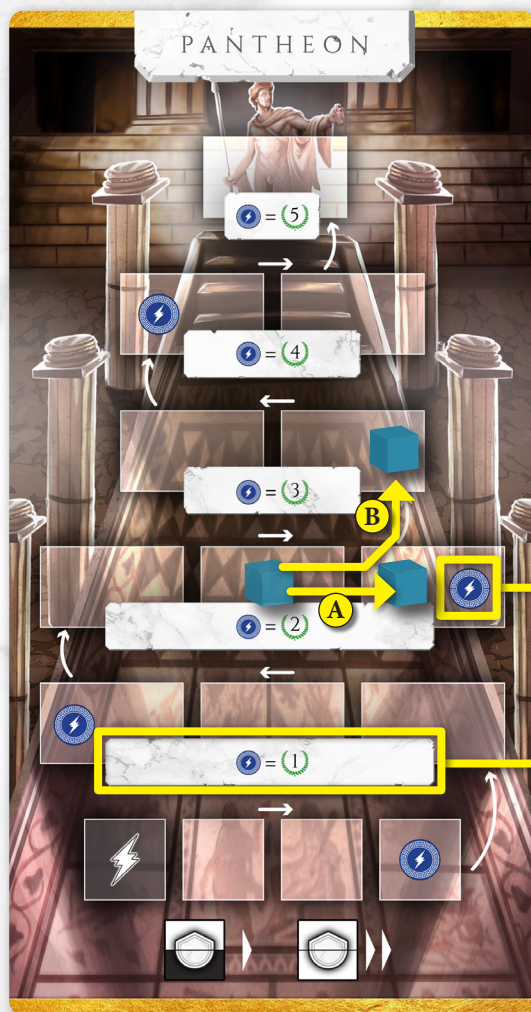 PANTHEON
= 5
= 4
= 3
B
A
= 2
= 1